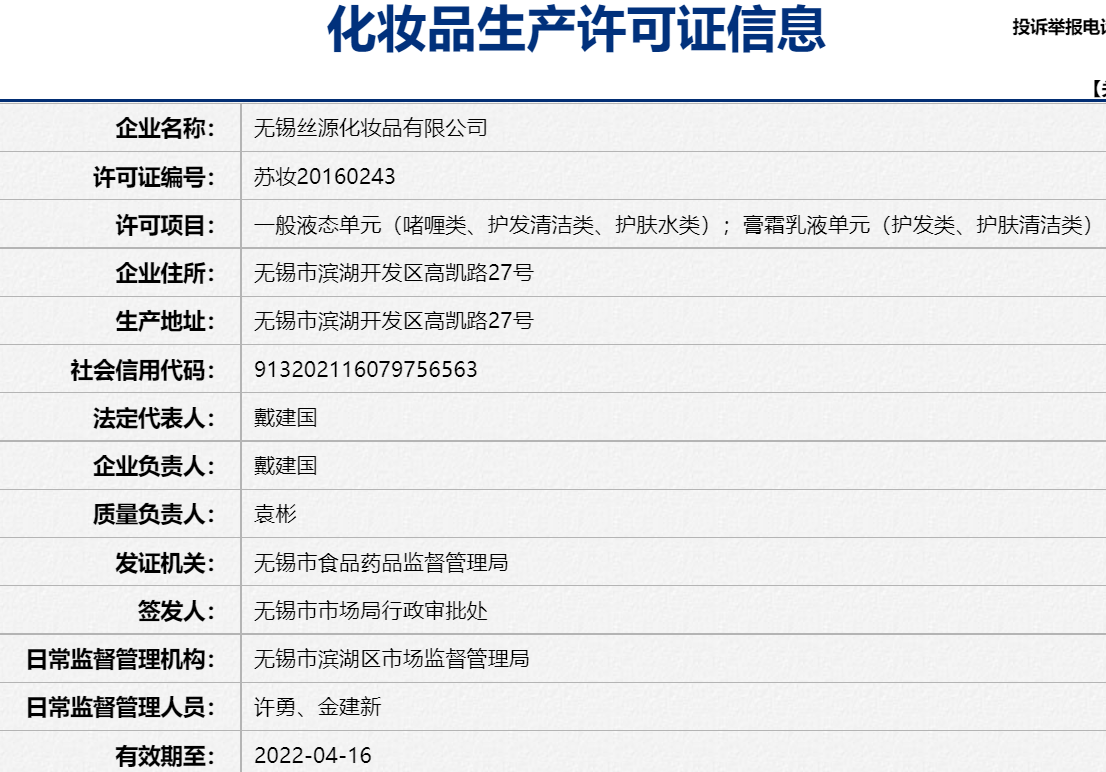 化妆品生产许可证信息
投诉举报电
【
企业名称： 无锡丝源化妆品有限公司
许可证编号： 苏妆20160243
许可项目： 一般液态单元（啫喱类、护发清洁类、护肤水类）；膏霜乳液单元（护发类、护肤清洁类）
企业住所： 无锡市滨湖开发区高凯路27号
生产地址： 无锡市滨湖开发区高凯路27号
社会信用代码： 913202116079756563
法定代表人： 戴建国
企业负责人： 戴建国
质量负责人： 袁彬
发证机关： 无锡市食品药品监督管理局
签发人： 无锡市市场局行政审批处
日常监督管理机构： 无锡市滨湖区市场监督管理局
日常监督管理人员： 许勇、金建新
有效期至： 2022-04-16